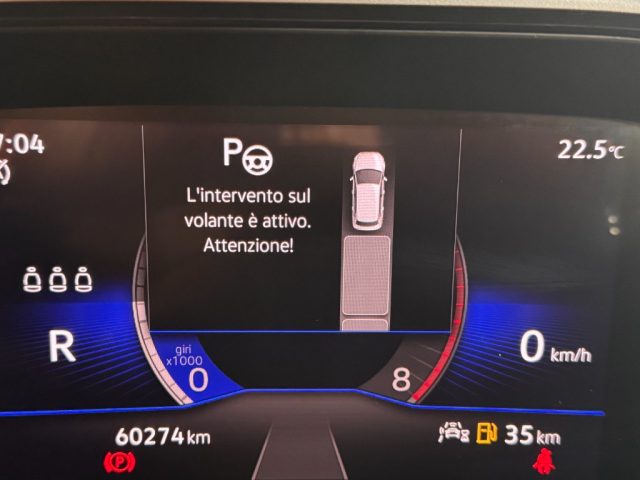 7:04
P
22.5°C
L'intervento sul
volante è attivo.
Attenzione!
R
giri
x1000
0
8
0 km/h
60274 km
35 km
P